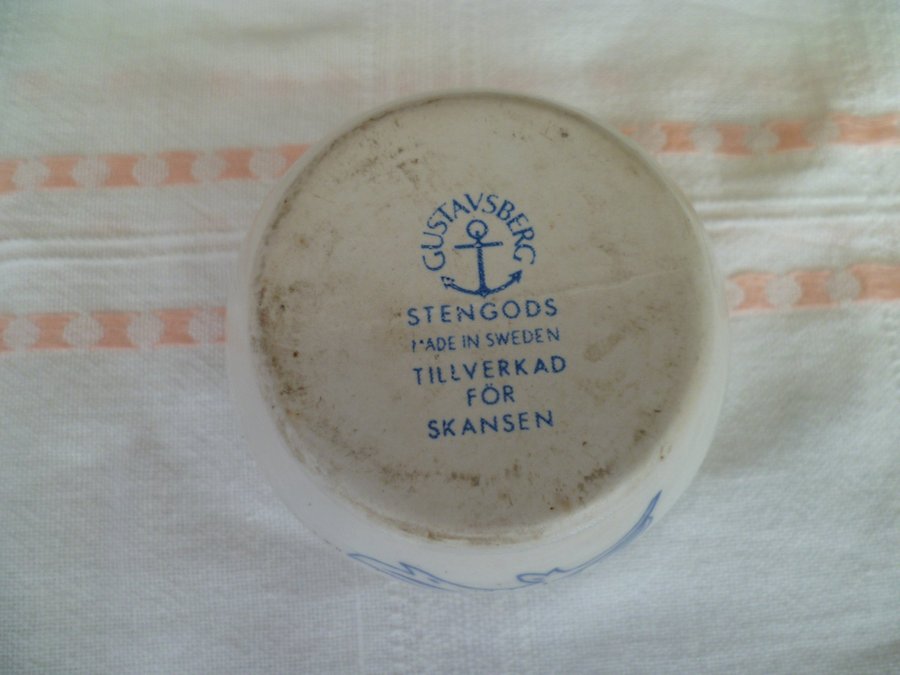 GUSTAVSBERG
STENGODS
MADE IN SWEDEN
TILLVERKAD
FÖR
SKANSEN